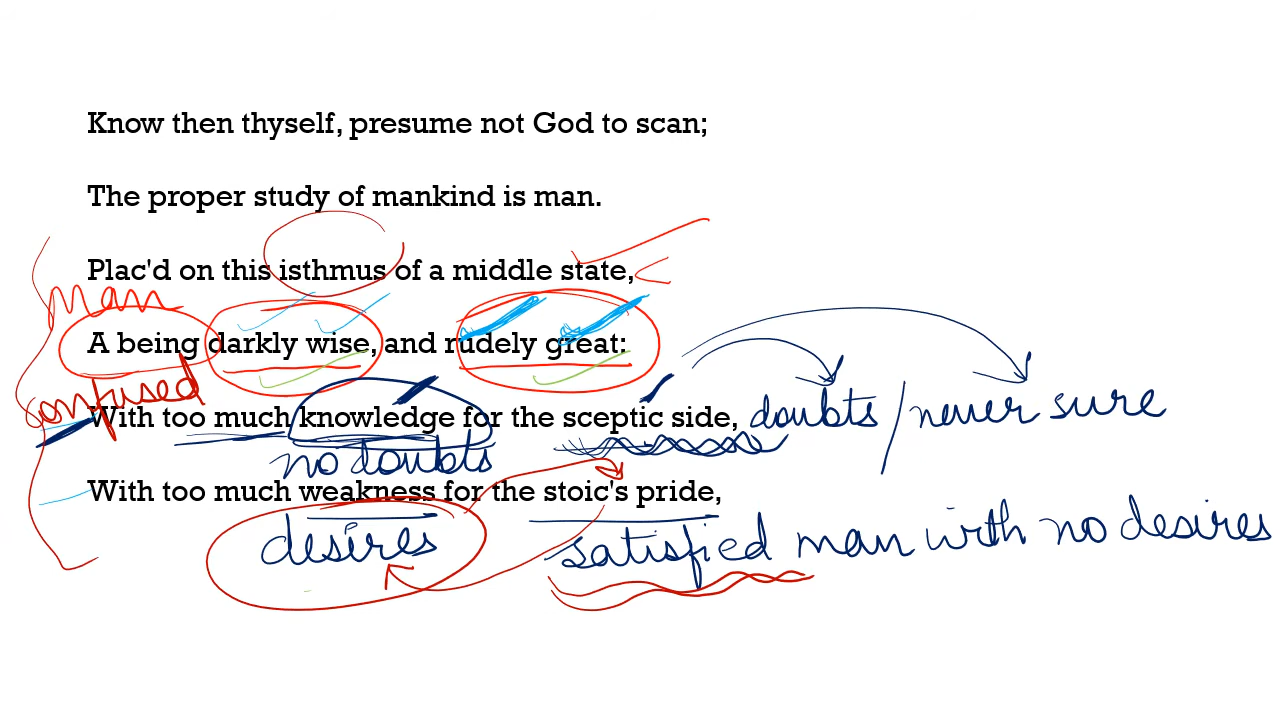 Know then thyself, presume not God to scan;
The proper study of mankind is man.
Plac'd on this isthmus of a middle state,
man
A being darkly wise, and rudely great:
confused
With too much knowledge for the sceptic side, doubts/never sure
no doubts
With too much weakness for the stoic's pride,
desires satisfied man with no desires